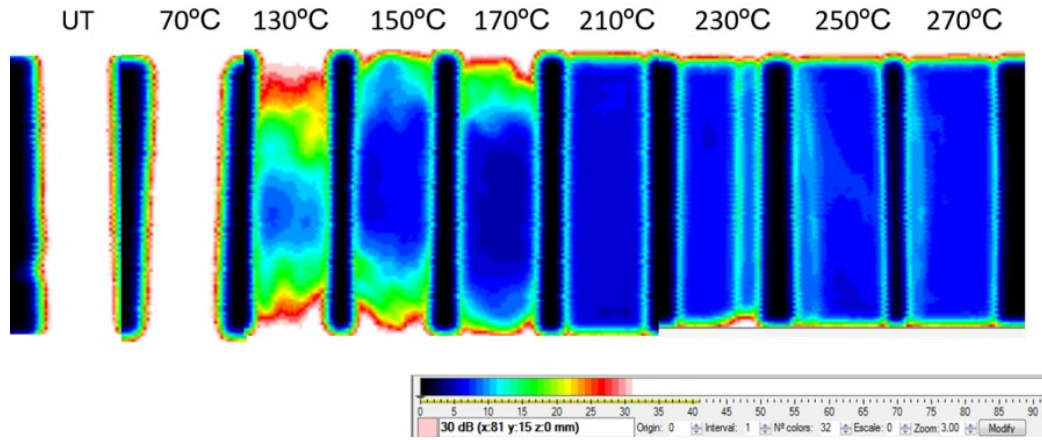 UT 70ºC 130ºC 150ºC 170ºC 210ºC 230ºC 250ºC 270ºC
0 5 10 15 20 25 30 35 40 45 50 55 60 65 70 75 80 85 90
30 dB (x:81 y:15 z:0 mm) Origin: 0 Interval: 1 Nº colors: 32 Escale: 0 Zoom: 3.00 Modify